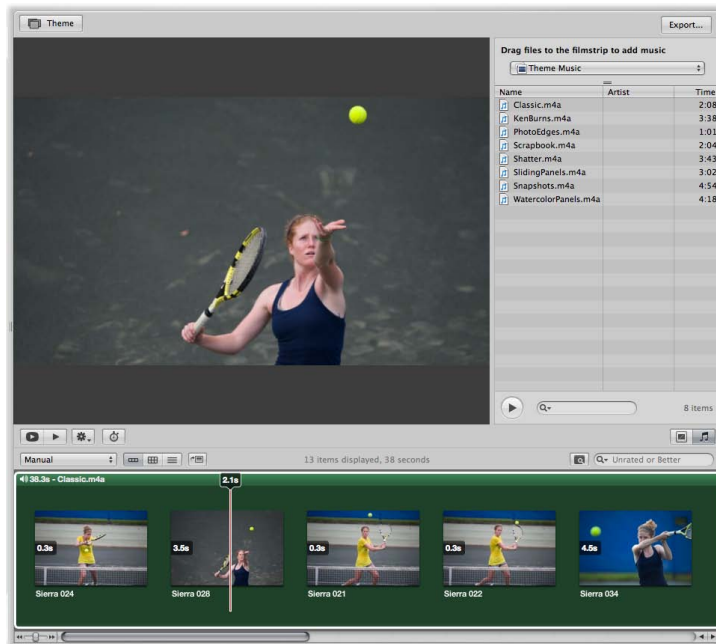 Theme
Export...
Drag files to the filmstrip to add music
Theme Music
Name Artist Time
Classic.m4a 2:08
KenBurns.m4a 3:38
PhotoEdges.m4a 1:01
Scrapbook.m4a 2:04
Shatter.m4a 3:43
SlidingPanels.m4a 3:02
Snapshots.m4a 4:54
WatercolorPanels.m4a 4:18
8 items
Manual
13 items displayed, 38 seconds
Unrated or Better
38.3s - Classic.m4a
2.1s
0.3s 3.5s 0.3s 0.3s 4.5s
Sierra 024 Sierra 028 Sierra 021 Sierra 022 Sierra 034